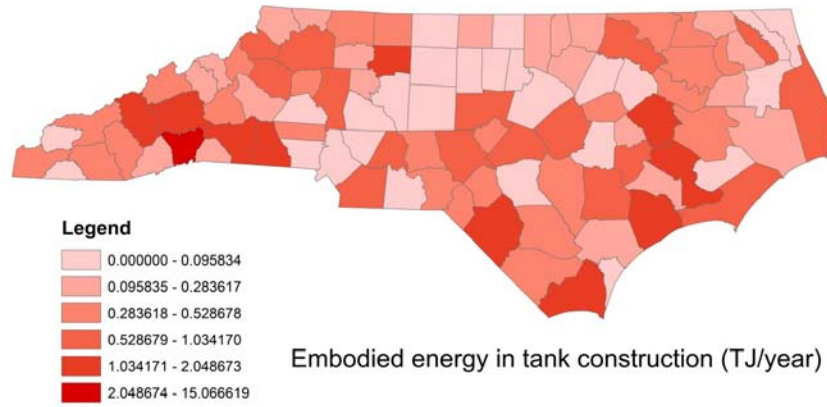 Legend
0.000000 - 0.095834
0.095835 - 0.283617
0.283618 - 0.528678
0.528679 - 1.034170
1.034171 - 2.048673
2.048674 - 15.066619
Embodied energy in tank construction (TJ/year)